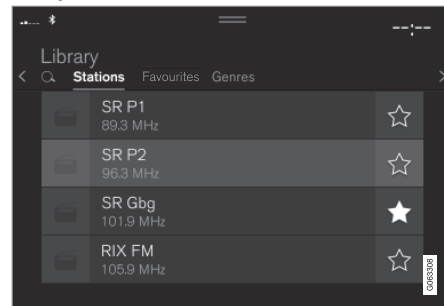 --:--
Library
Stations Favourites Genres
SR P1
89.3 MHz
SR P2
96.3 MHz
SR Gbg
101.9 MHz
RIX FM
105.9 MHz
G063308